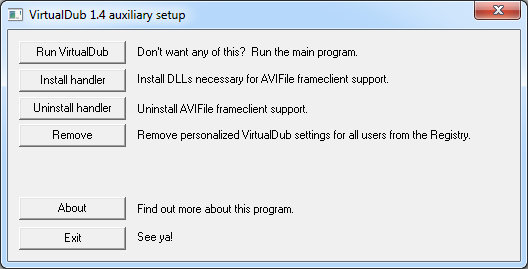 VirtualDub 1.4 auxiliary setup
Run VirtualDub Don't want any of this? Run the main program.
Install handler Install DLLs necessary for AVIFile frameclient support.
Uninstall handler Uninstall AVIFile frameclient support.
Remove Remove personalized VirtualDub settings for all users from the Registry.
About Find out more about this program.
Exit See ya!